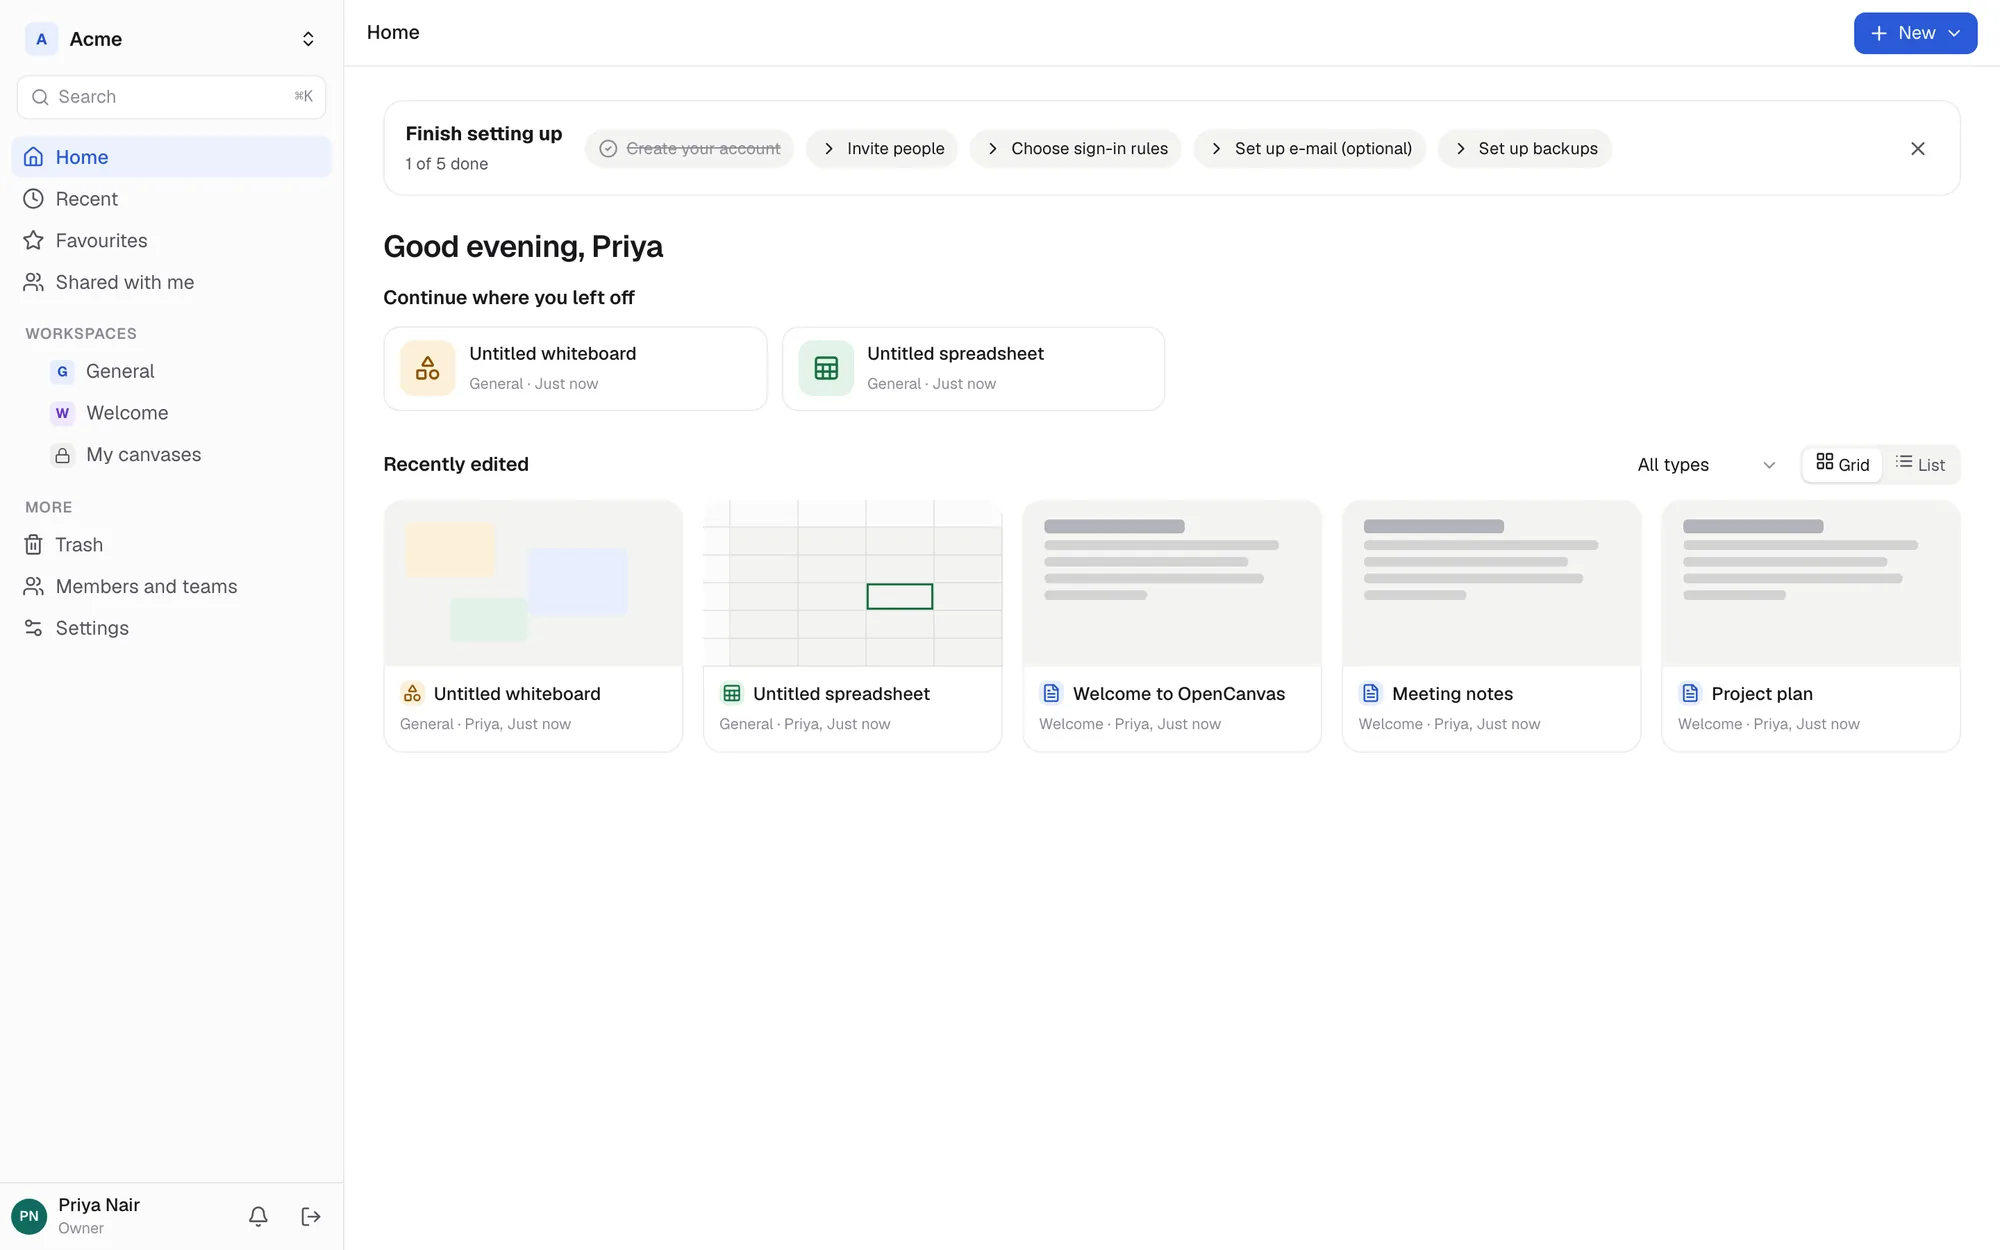 A Acme
Search ⌘K
Home
Recent
Favourites
Shared with me
WORKSPACES
G General
W Welcome
My canvases
MORE
Trash
Members and teams
Settings
PN Priya Nair
Owner
Home
New
Finish setting up
1 of 5 done
Create your account
Invite people
Choose sign-in rules
Set up e-mail (optional)
Set up backups
Good evening, Priya
Continue where you left off
Untitled whiteboard
General · Just now
Untitled spreadsheet
General · Just now
Recently edited
All types
Grid
List
Untitled whiteboard
General · Priya, Just now
Untitled spreadsheet
General · Priya, Just now
Welcome to OpenCanvas
Welcome · Priya, Just now
Meeting notes
Welcome · Priya, Just now
Project plan
Welcome · Priya, Just now